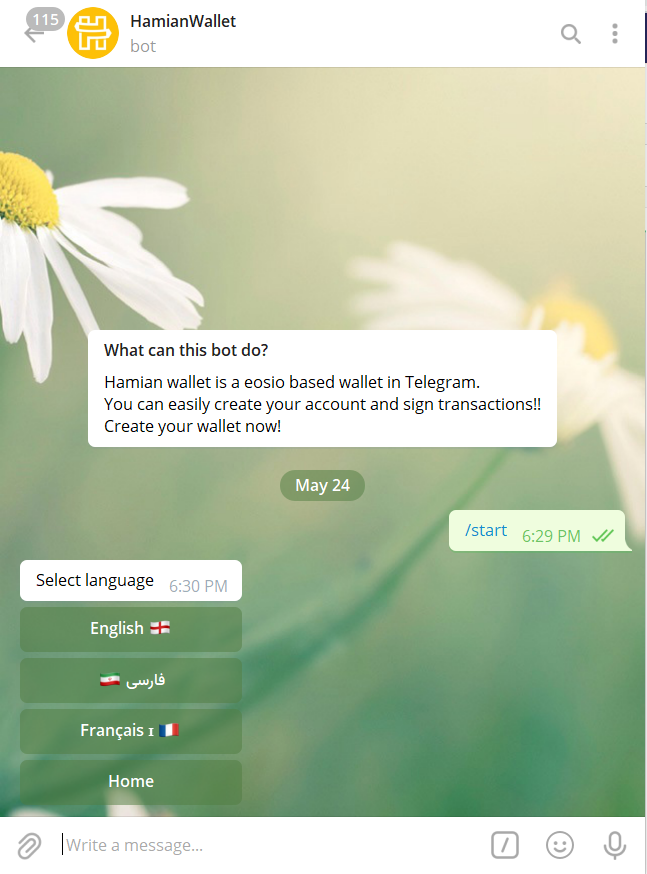 115
HamianWallet
bot
What can this bot do?
Hamian wallet is a eosio based wallet in Telegram.
You can easily create your account and sign transactions!!
Create your wallet now!
May 24
/start 6:29 PM
Select language 6:30 PM
English 🏴󠁧󠁢󠁥󠁮󠁧󠁿
فارسی 🇮🇷
Français ɪ 🇫🇷
Home
Write a message...